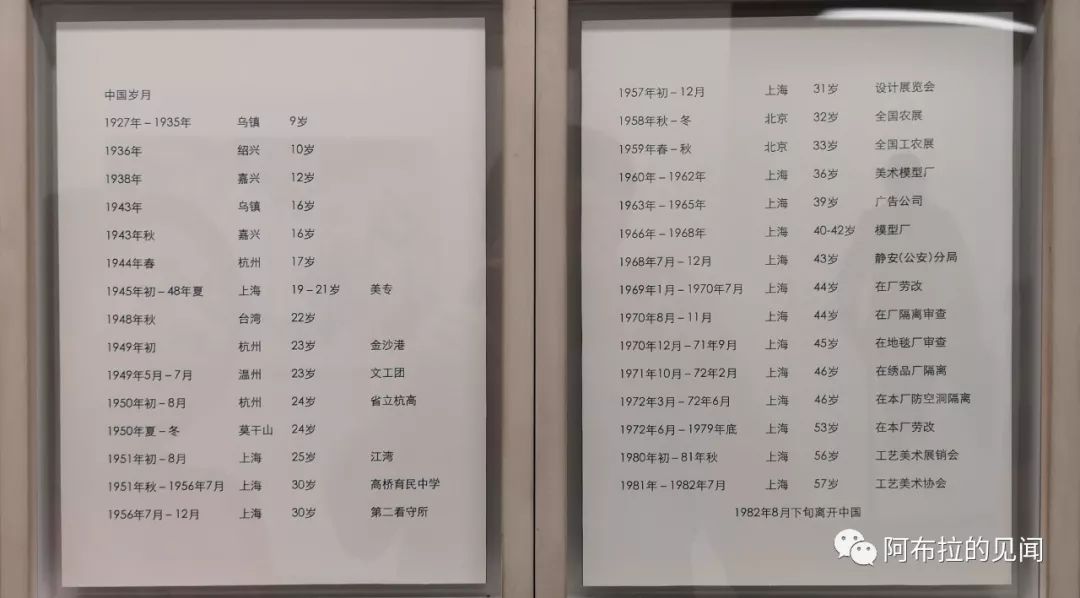 中国岁月
1927年–1935年 乌镇 9岁
1936年 绍兴 10岁
1938年 嘉兴 12岁
1943年 乌镇 16岁
1943年秋 嘉兴 16岁
1944年春 杭州 17岁
1945年初–48年夏 上海 19–21岁 美专
1948年秋 台湾 22岁
1949年初 杭州 23岁 金沙港
1949年5月–7月 温州 23岁 文工团
1950年初–8月 杭州 24岁 省立杭高
1950年夏–冬 莫干山 24岁
1951年初–8月 上海 25岁 江湾
1951年秋–1956年7月 上海 30岁 高桥育民中学
1956年7月–12月 上海 30岁 第二看守所
1957年初–12月 上海 31岁 设计展览会
1958年秋–冬 北京 32岁 全国农展
1959年春–秋 北京 33岁 全国工农展
1960年–1962年 上海 36岁 美术模型厂
1963年–1965年 上海 39岁 广告公司
1966年–1968年 上海 40-42岁 模型厂
1968年7月–12月 上海 43岁 静安(公安)分局
1969年1月–1970年7月 上海 44岁 在厂劳改
1970年8月–11月 上海 44岁 在厂隔离审查
1970年12月–71年9月 上海 45岁 在地毯厂审查
1971年10月–72年2月 上海 46岁 在绣品厂隔离
1972年3月–72年6月 上海 46岁 在本厂防空洞隔离
1972年6月–1979年底 上海 53岁 在本厂劳改
1980年初–81年秋 上海 56岁 工艺美术展销会
1981年–1982年7月 上海 57岁 工艺美术协会
1982年8月下旬离开中国
阿布拉的见闻